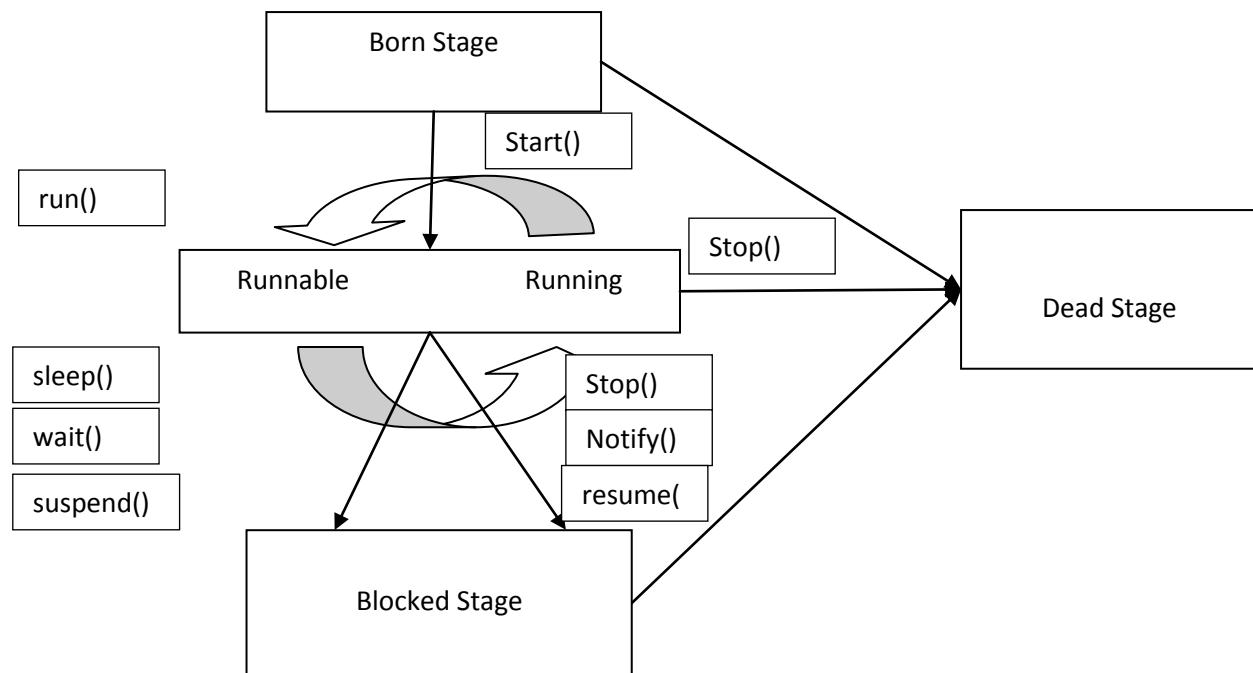 Born Stage
Start()
run()
Stop()
Runnable Running
Dead Stage
sleep()
Stop()
wait()
Notify()
suspend()
resume(
Blocked Stage